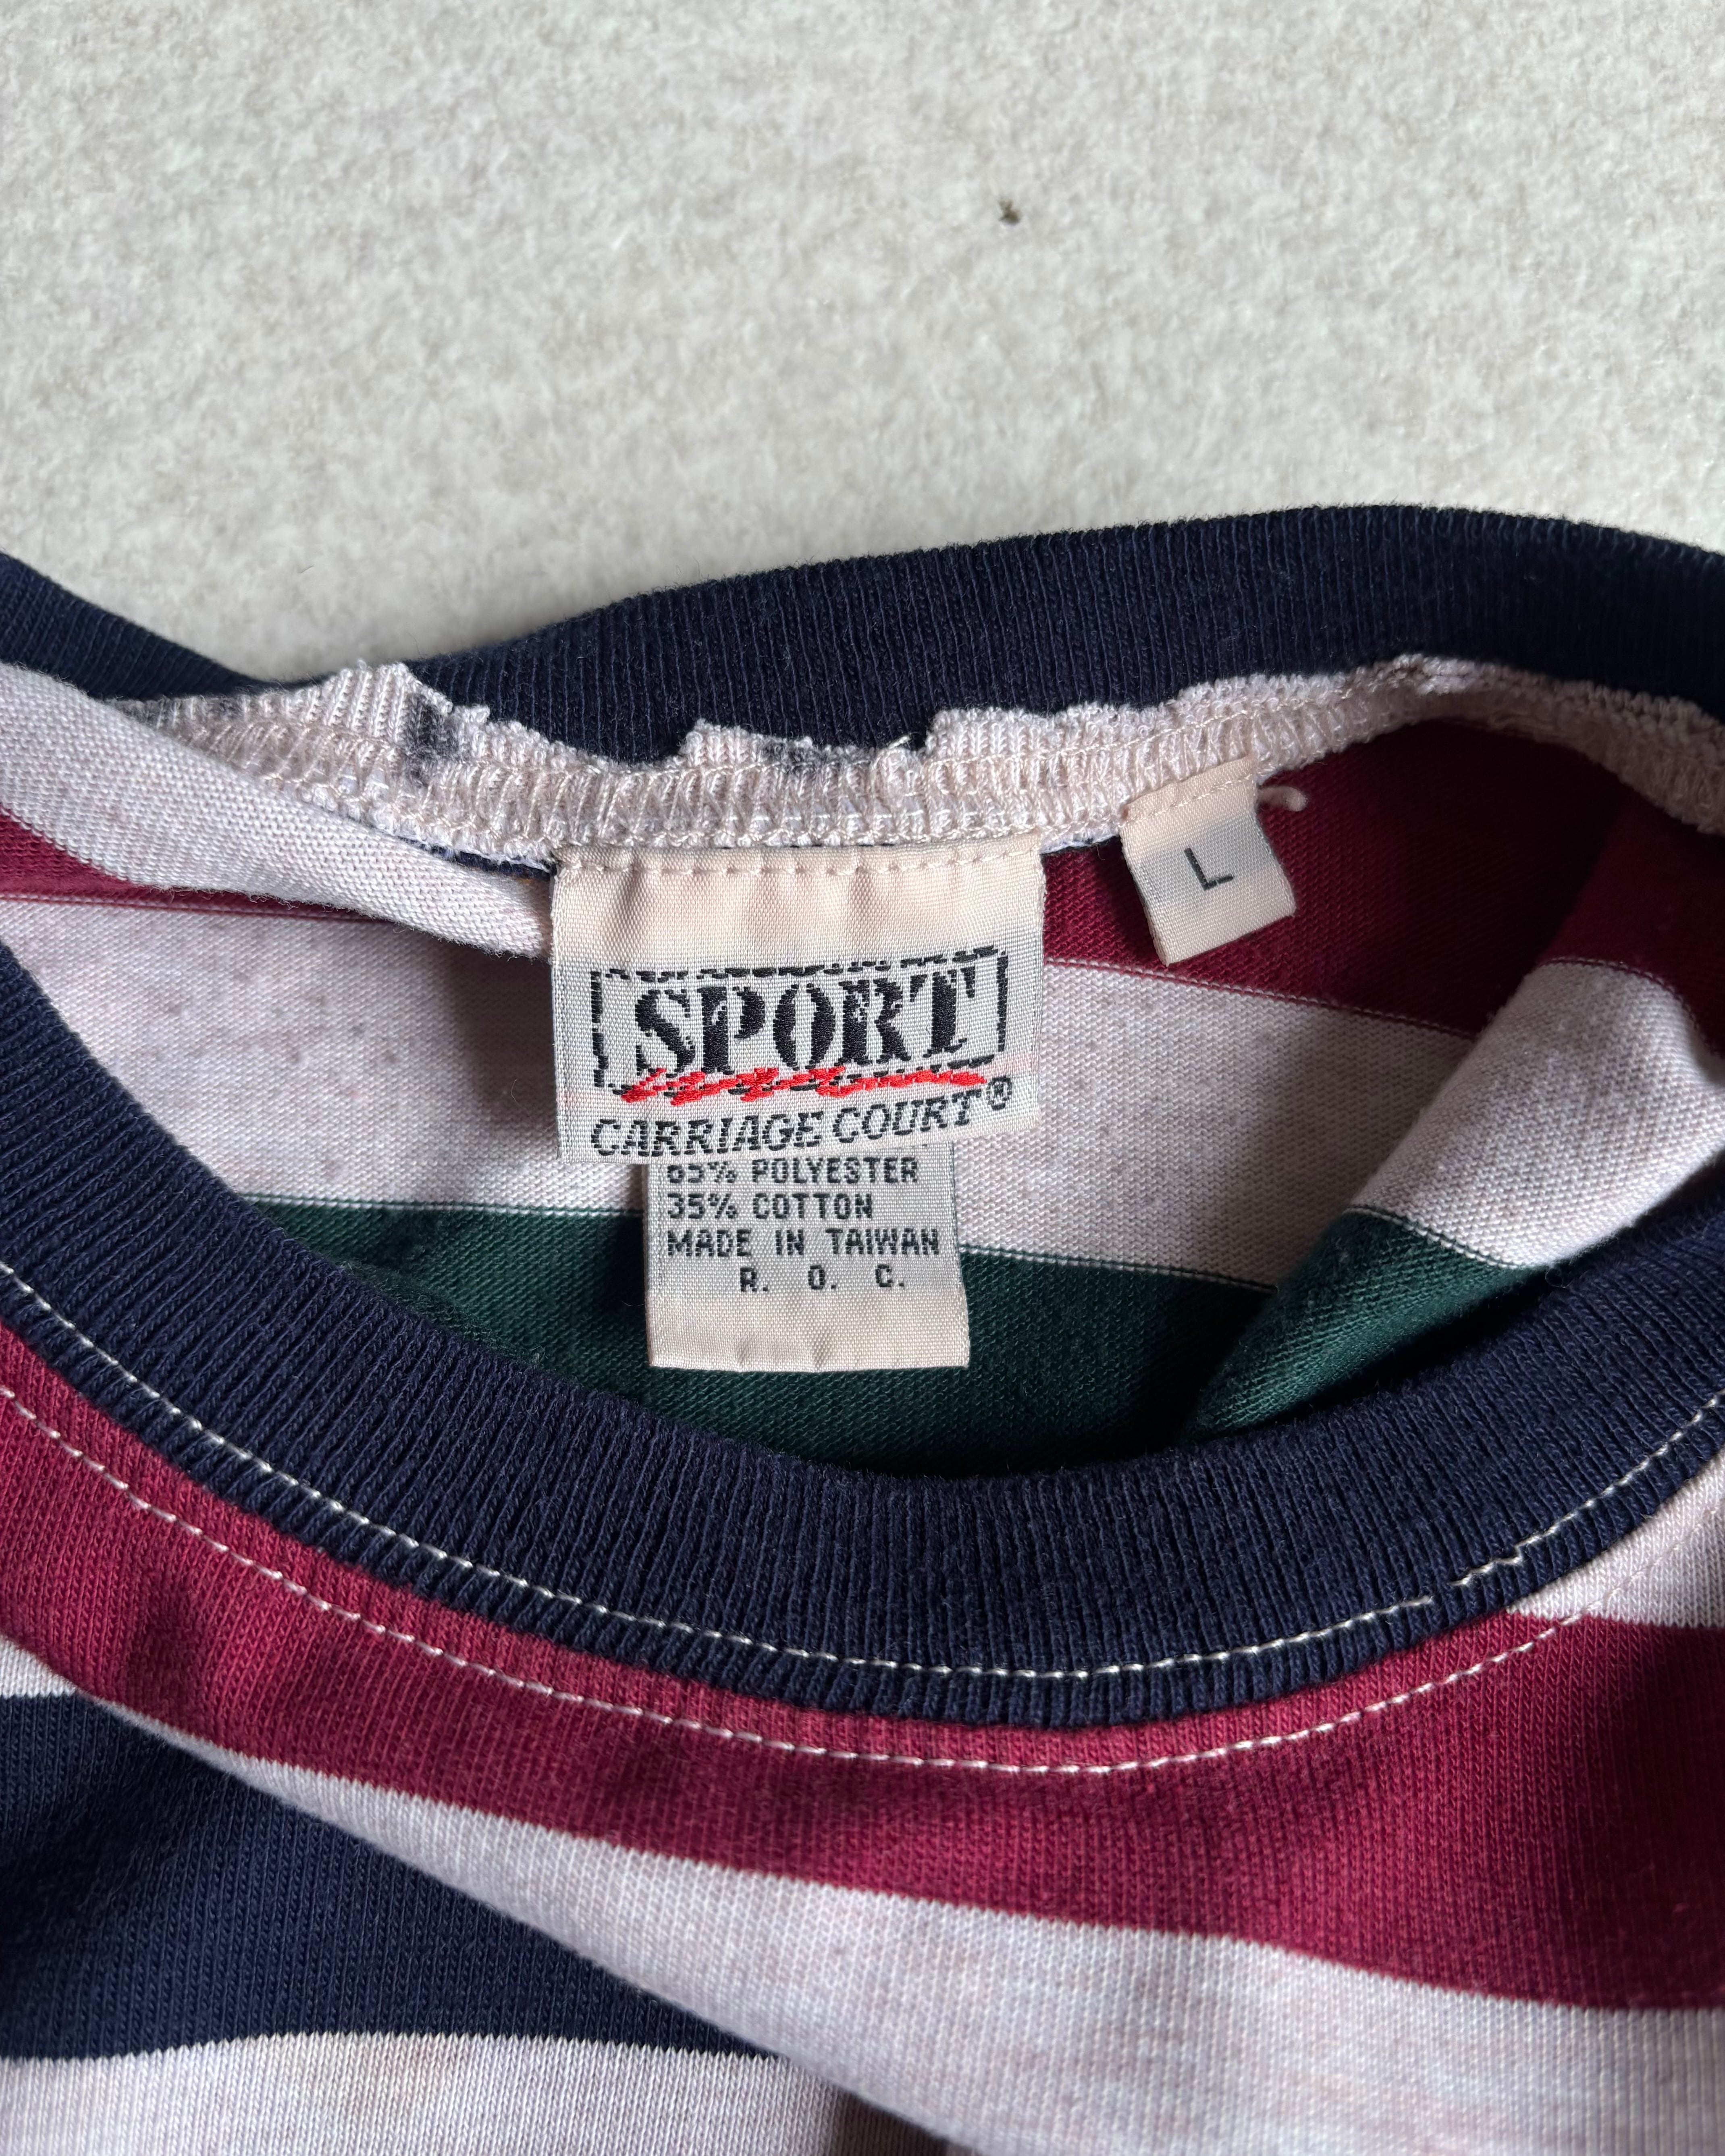 SPORT
CARRIAGE COURT®
L
65% POLYESTER
35% COTTON
MADE IN TAIWAN
R. O. C.